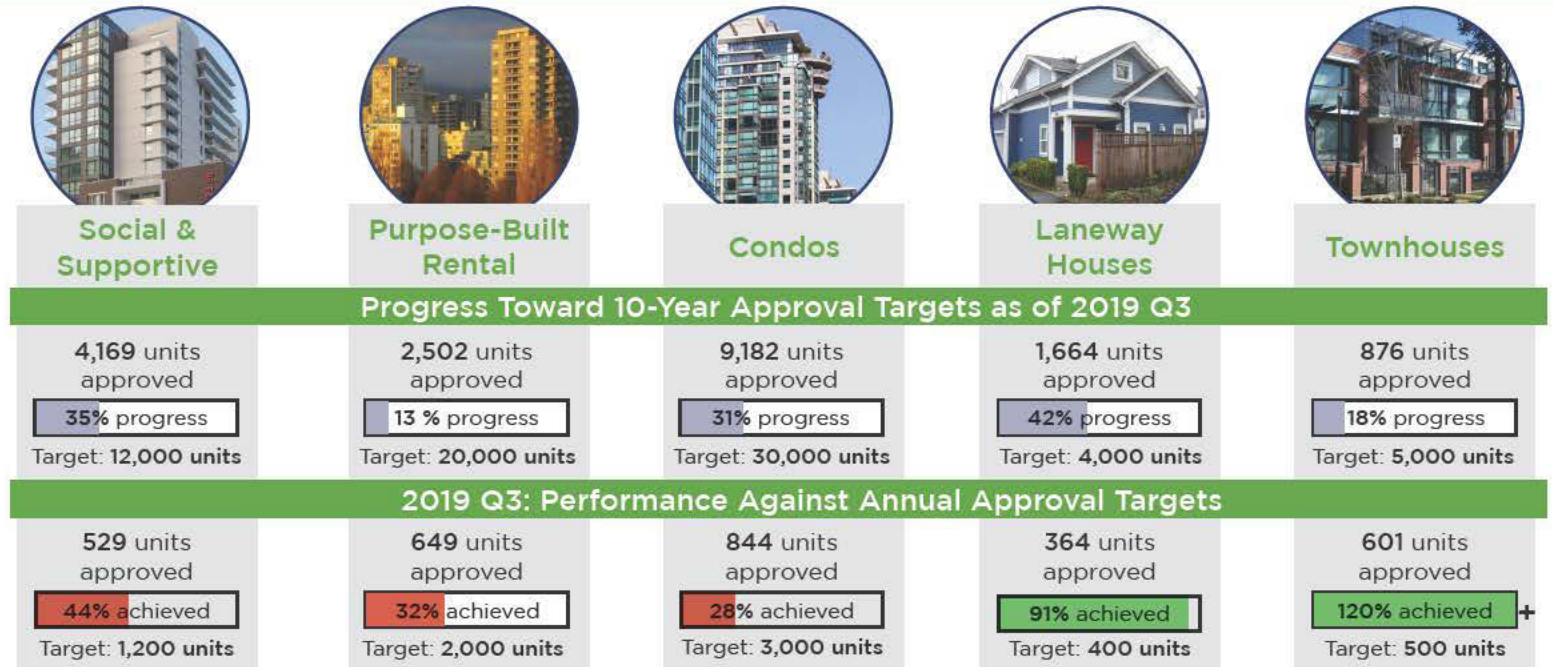 Social &
Supportive
Purpose-Built
Rental
Condos
Laneway
Houses
Townhouses
Progress Toward 10-Year Approval Targets as of 2019 Q3
4,169 units
approved
35% progress
Target: 12,000 units
2,502 units
approved
13 % progress
Target: 20,000 units
9,182 units
approved
31% progress
Target: 30,000 units
1,664 units
approved
42% progress
Target: 4,000 units
876 units
approved
18% progress
Target: 5,000 units
2019 Q3: Performance Against Annual Approval Targets
529 units
approved
44% achieved
Target: 1,200 units
649 units
approved
32% achieved
Target: 2,000 units
844 units
approved
28% achieved
Target: 3,000 units
364 units
approved
91% achieved
Target: 400 units
601 units
approved
120% achieved +
Target: 500 units